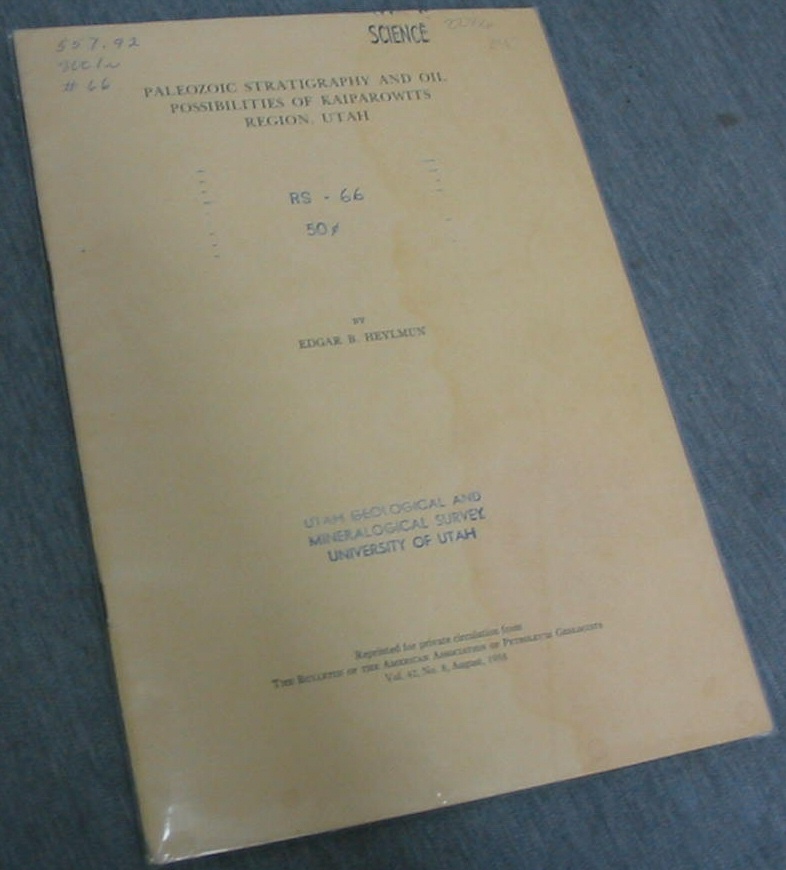 SCIENCE
557.92
#66
PALEOZOIC STRATIGRAPHY AND OIL
POSSIBILITIES OF KAIPAROWITS
REGION, UTAH
RS - 66
50¢
BY
EDGAR B. HEYLMUN
UTAH GEOLOGICAL AND
MINERALOGICAL SURVEY
UNIVERSITY OF UTAH
Reprinted for private circulation from
THE BULLETIN OF THE AMERICAN ASSOCIATION OF PETROLEUM GEOLOGISTS
Vol. 42, No. 8, August, 1958